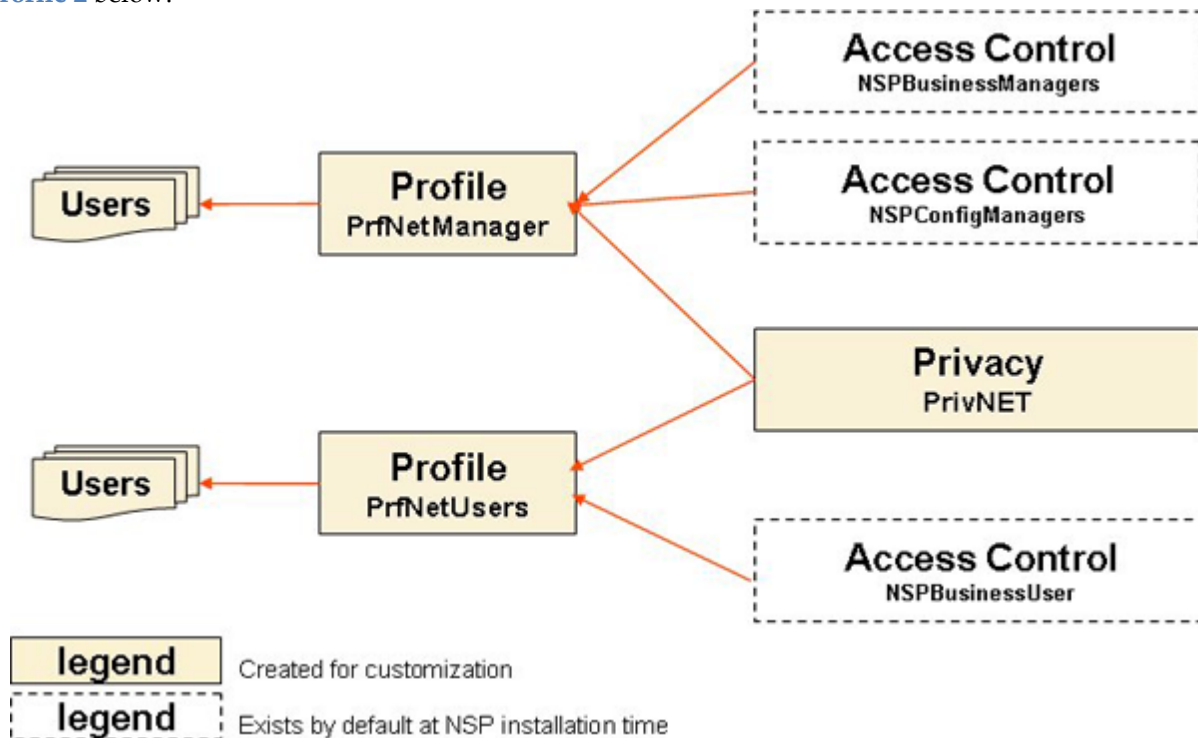 below.
Access Control
NSPBusinessManagers
Users
Profile
PrfNetManager
Access Control
NSPConfigManagers
Privacy
PrivNET
Users
Profile
PrfNetUsers
Access Control
NSPBusinessUser
legend
Created for customization
legend
Exists by default at NSP installation time